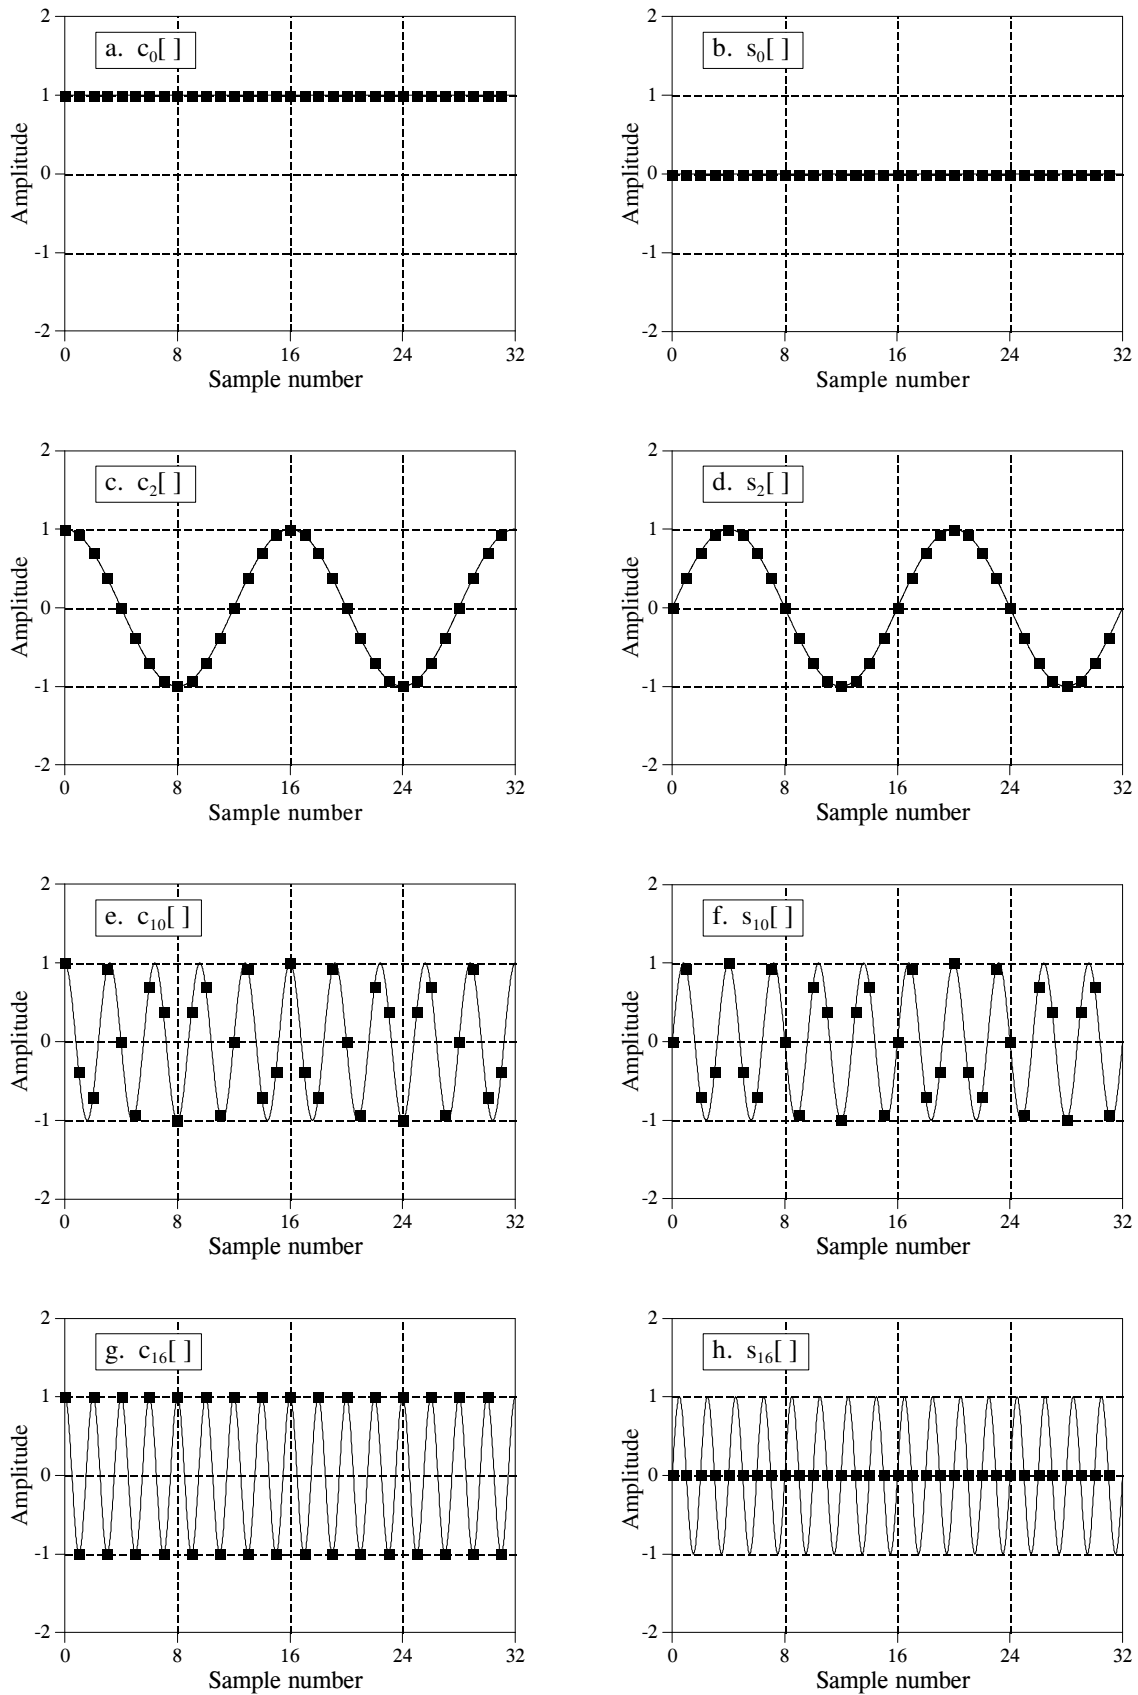 2
a. c0[ ]
1
0
-1
-2
Amplitude
0 8 16 24 32
Sample number
2
b. s0[ ]
1
0
-1
-2
Amplitude
0 8 16 24 32
Sample number
2
c. c2[ ]
1
0
-1
-2
Amplitude
0 8 16 24 32
Sample number
2
d. s2[ ]
1
0
-1
-2
Amplitude
0 8 16 24 32
Sample number
2
e. c10[ ]
1
0
-1
-2
Amplitude
0 8 16 24 32
Sample number
2
f. s10[ ]
1
0
-1
-2
Amplitude
0 8 16 24 32
Sample number
2
g. c16[ ]
1
0
-1
-2
Amplitude
0 8 16 24 32
Sample number
2
h. s16[ ]
1
0
-1
-2
Amplitude
0 8 16 24 32
Sample number